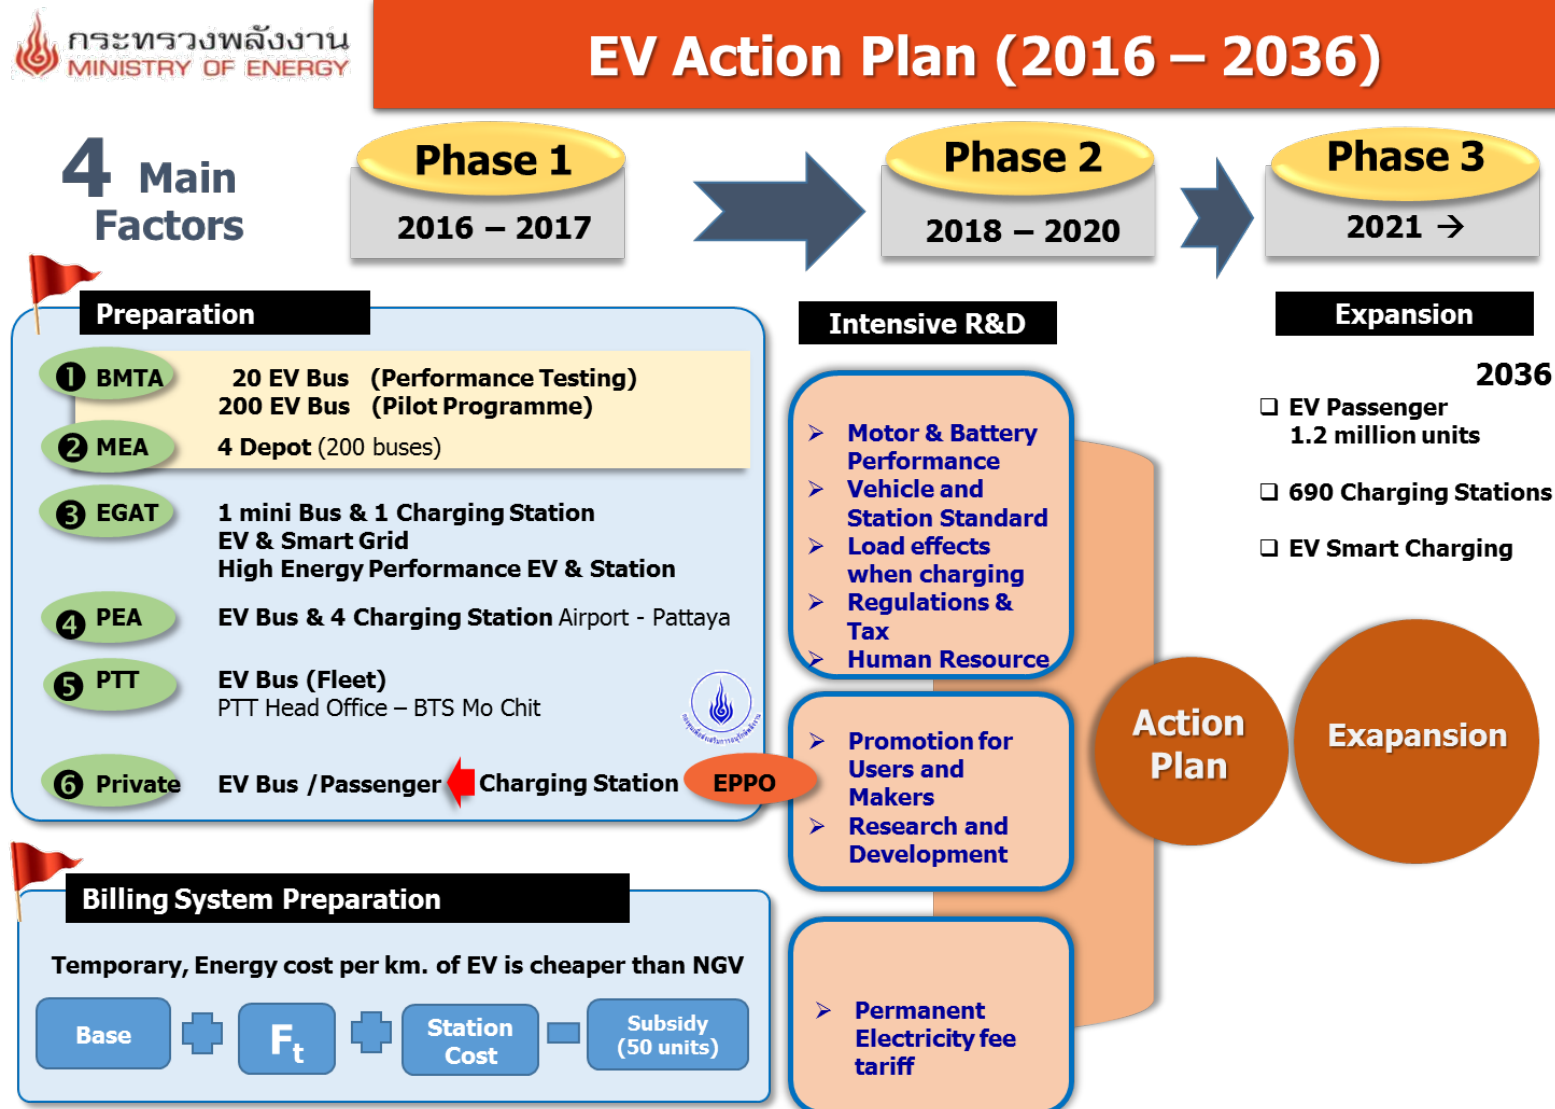 กระทรวงพลังงาน
MINISTRY OF ENERGY
EV Action Plan (2016 – 2036)
4 Main
Factors
Phase 1
2016 – 2017
Phase 2
2018 – 2020
Phase 3
2021 →
Preparation
❶ BMTA
20 EV Bus (Performance Testing)
200 EV Bus (Pilot Programme)
❷ MEA
4 Depot (200 buses)
❸ EGAT
1 mini Bus & 1 Charging Station
EV & Smart Grid
High Energy Performance EV & Station
❹ PEA
EV Bus & 4 Charging Station Airport - Pattaya
❺ PTT
EV Bus (Fleet)
PTT Head Office – BTS Mo Chit
❻ Private
EV Bus /Passenger
Charging Station
EPPO
Billing System Preparation
Temporary, Energy cost per km. of EV is cheaper than NGV
Base
Ft
Station
Cost
Subsidy
(50 units)
Intensive R&D
➢ Motor & Battery
Performance
➢ Vehicle and
Station Standard
➢ Load effects
when charging
➢ Regulations &
Tax
➢ Human Resource
➢ Promotion for
Users and
Makers
➢ Research and
Development
➢ Permanent
Electricity fee
tariff
Expansion
2036
❑ EV Passenger
1.2 million units
❑ 690 Charging Stations
❑ EV Smart Charging
Action
Plan
Exapansion